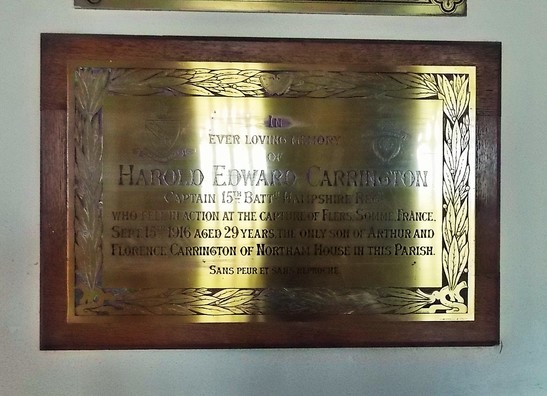 IN
EVER LOVING MEMORY
OF
HAROLD EDWARD CARRINGTON
CAPTAIN 15TH BATTN HAMPSHIRE REGT
WHO FELL IN ACTION AT THE CAPTURE OF FLERS, SOMME, FRANCE,
SEPT 15TH 1916 AGED 29 YEARS, THE ONLY SON OF ARTHUR AND
FLORENCE CARRINGTON OF NORTHAM HOUSE IN THIS PARISH.
SANS PEUR ET SANS REPROCHE